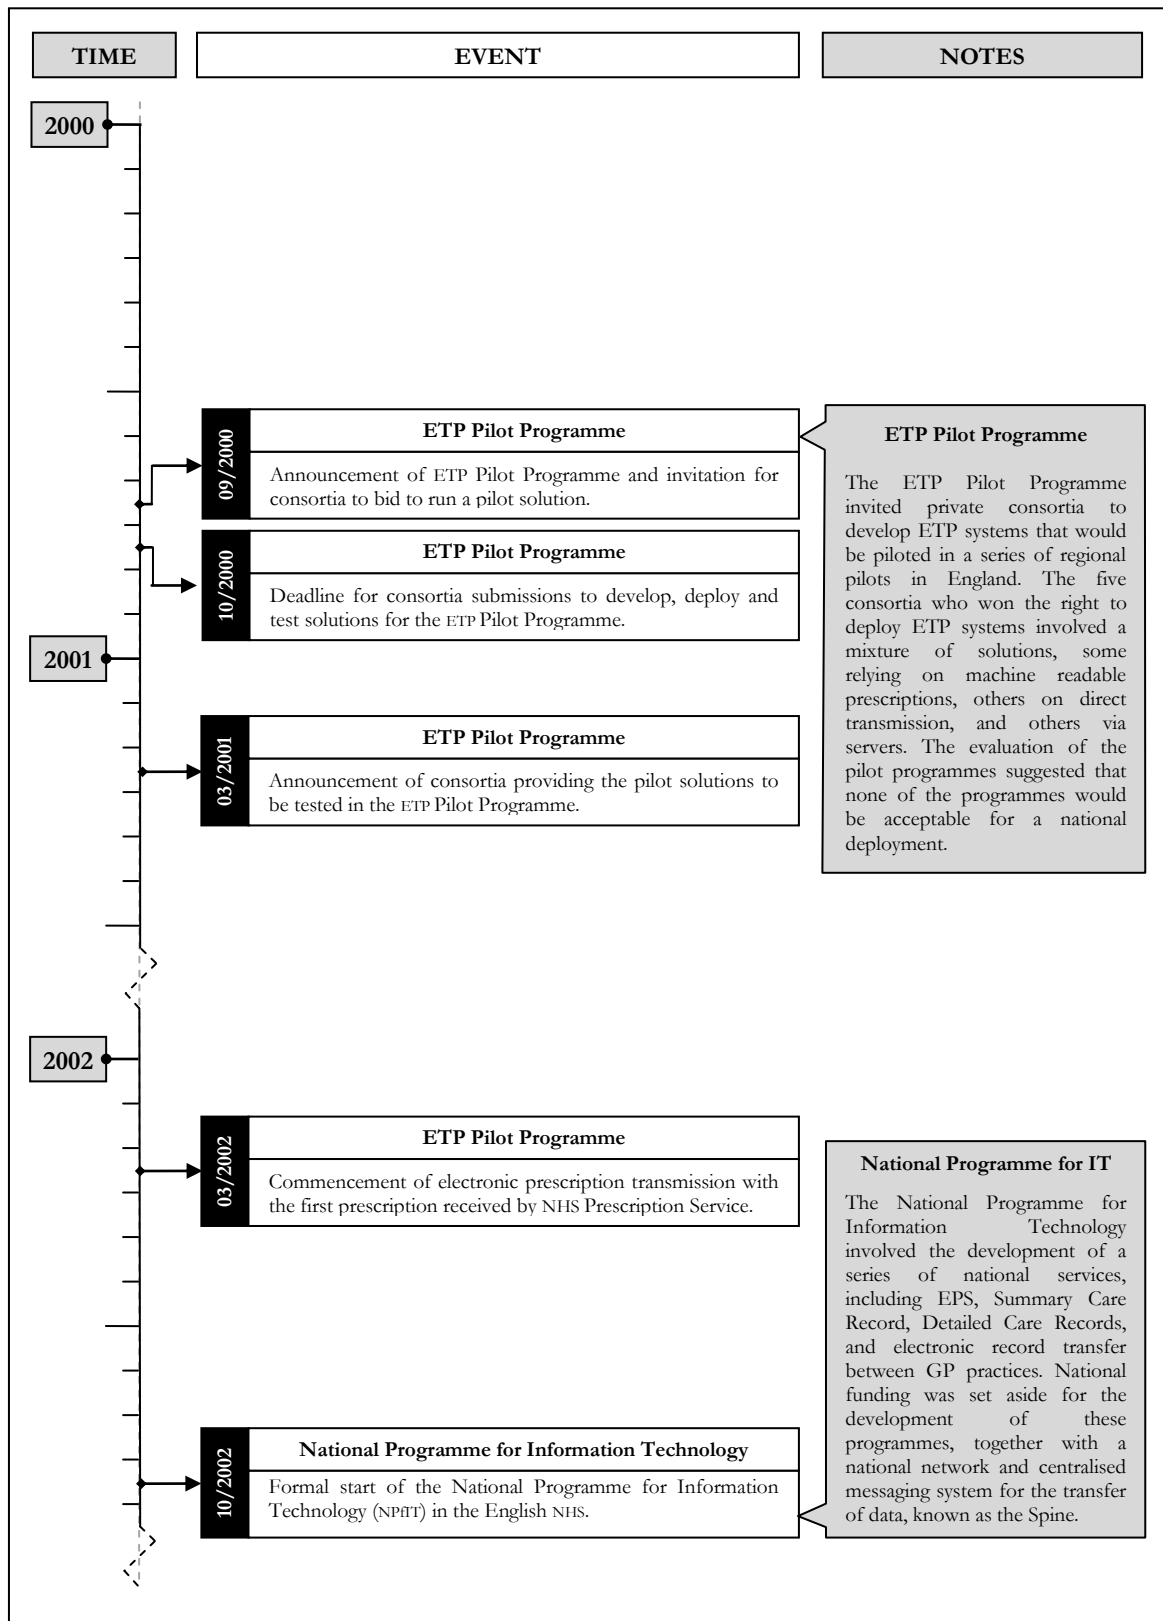 TIME
EVENT
NOTES
2000
09/2000
ETP Pilot Programme
Announcement of ETP Pilot Programme and invitation for
consortia to bid to run a pilot solution.
10/2000
ETP Pilot Programme
Deadline for consortia submissions to develop, deploy and
test solutions for the ETP Pilot Programme.
2001
03/2001
ETP Pilot Programme
Announcement of consortia providing the pilot solutions to
be tested in the ETP Pilot Programme.
ETP Pilot Programme
The ETP Pilot Programme
invited private consortia to
develop ETP systems that would
be piloted in a series of regional
pilots in England. The five
consortia who won the right to
deploy ETP systems involved a
mixture of solutions, some
relying on machine readable
prescriptions, others on direct
transmission, and others via
servers. The evaluation of the
pilot programmes suggested that
none of the programmes would
be acceptable for a national
deployment.
2002
03/2002
ETP Pilot Programme
Commencement of electronic prescription transmission with
the first prescription received by NHS Prescription Service.
10/2002
National Programme for Information Technology
Formal start of the National Programme for Information
Technology (NPfIT) in the English NHS.
National Programme for IT
The National Programme for
Information Technology
involved the development of a
series of national services,
including EPS, Summary Care
Record, Detailed Care Records,
and electronic record transfer
between GP practices. National
funding was set aside for the
development of these
programmes, together with a
national network and centralised
messaging system for the transfer
of data, known as the Spine.